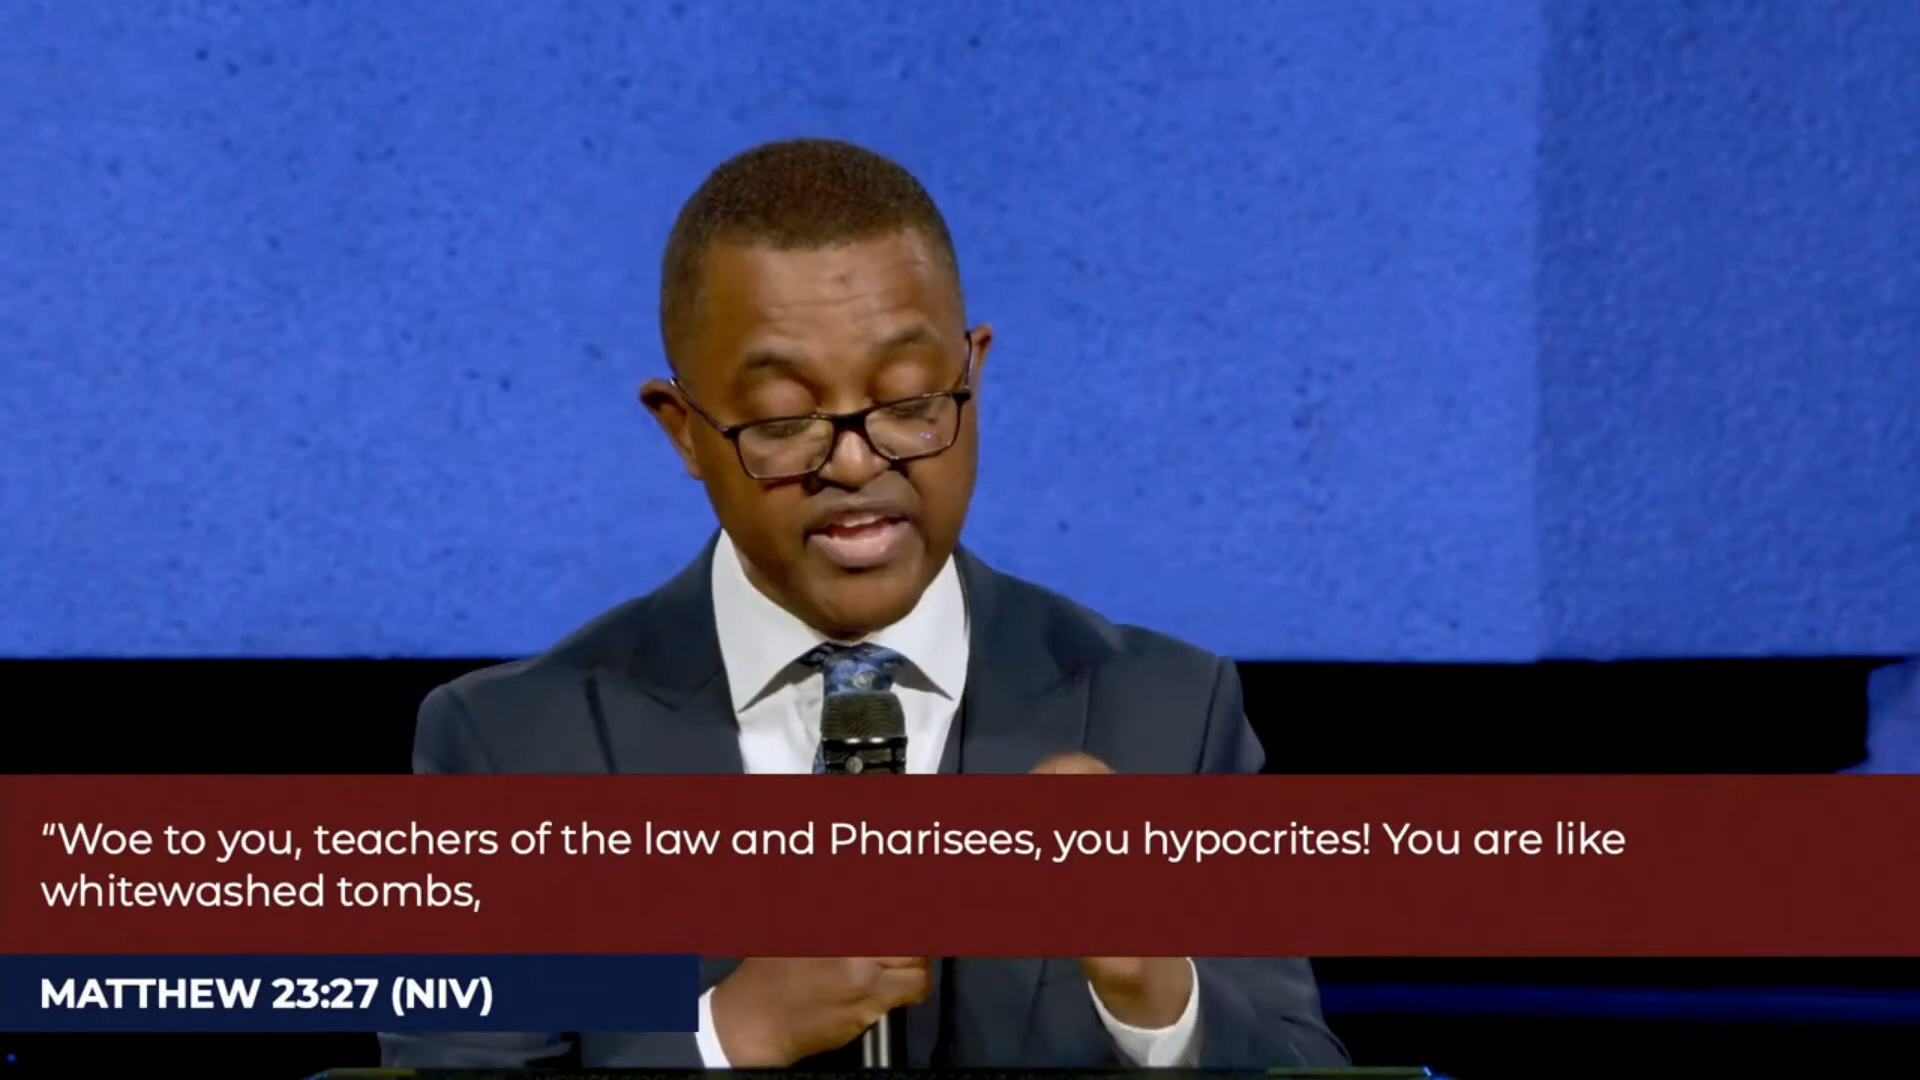 “Woe to you, teachers of the law and Pharisees, you hypocrites! You are like
whitewashed tombs,
MATTHEW 23:27 (NIV)